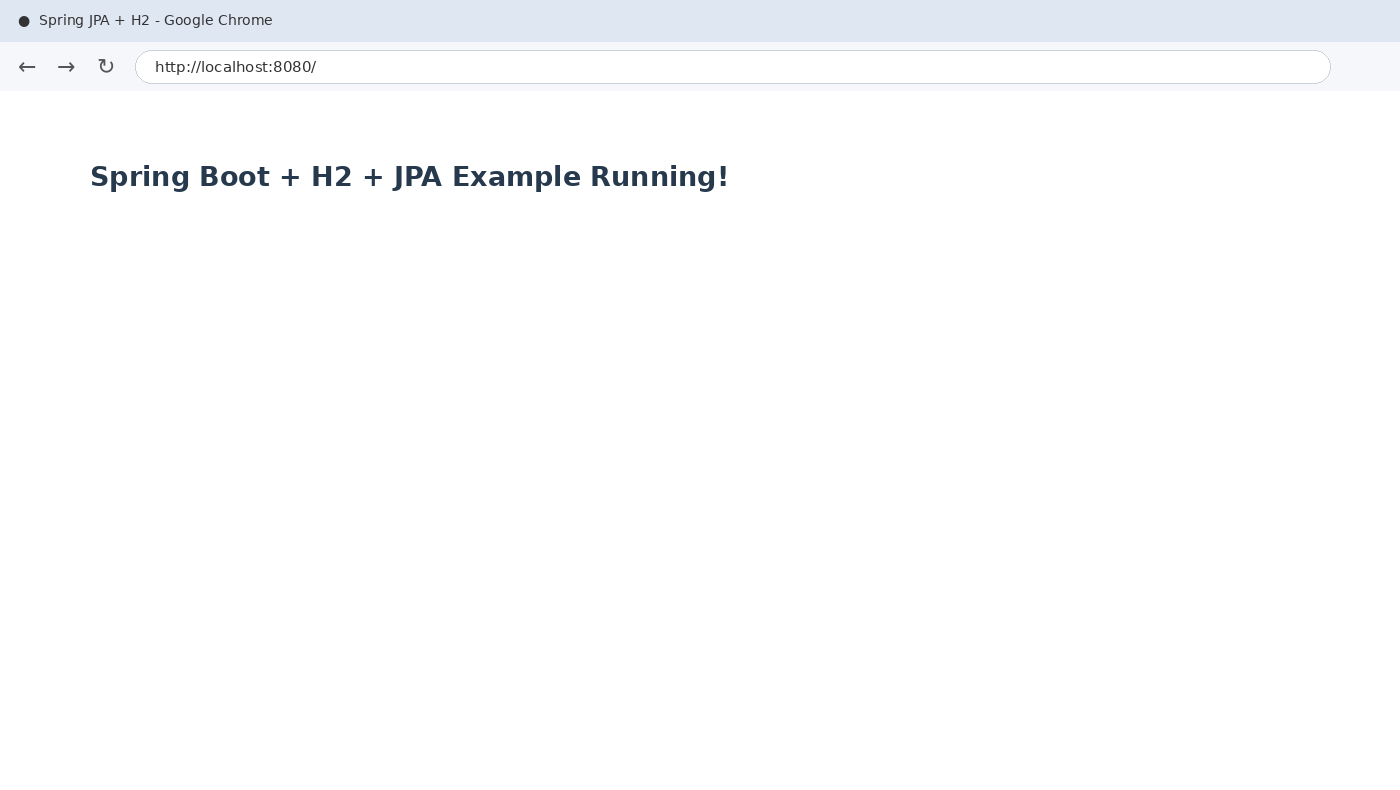 Spring JPA + H2 - Google Chrome
http://localhost:8080/
Spring Boot + H2 + JPA Example Running!